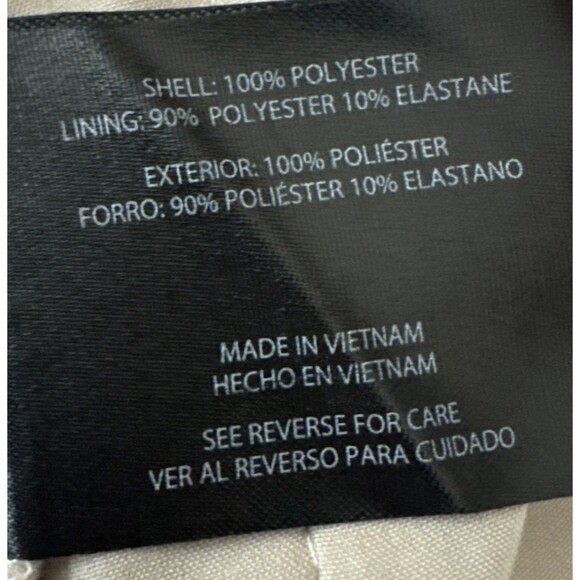 SHELL: 100% POLYESTER
LINING: 90% POLYESTER 10% ELASTANE
EXTERIOR: 100% POLIÉSTER
FORRO: 90% POLIÉSTER 10% ELASTANO
MADE IN VIETNAM
HECHO EN VIETNAM
SEE REVERSE FOR CARE
VER AL REVERSO PARA CUIDADO